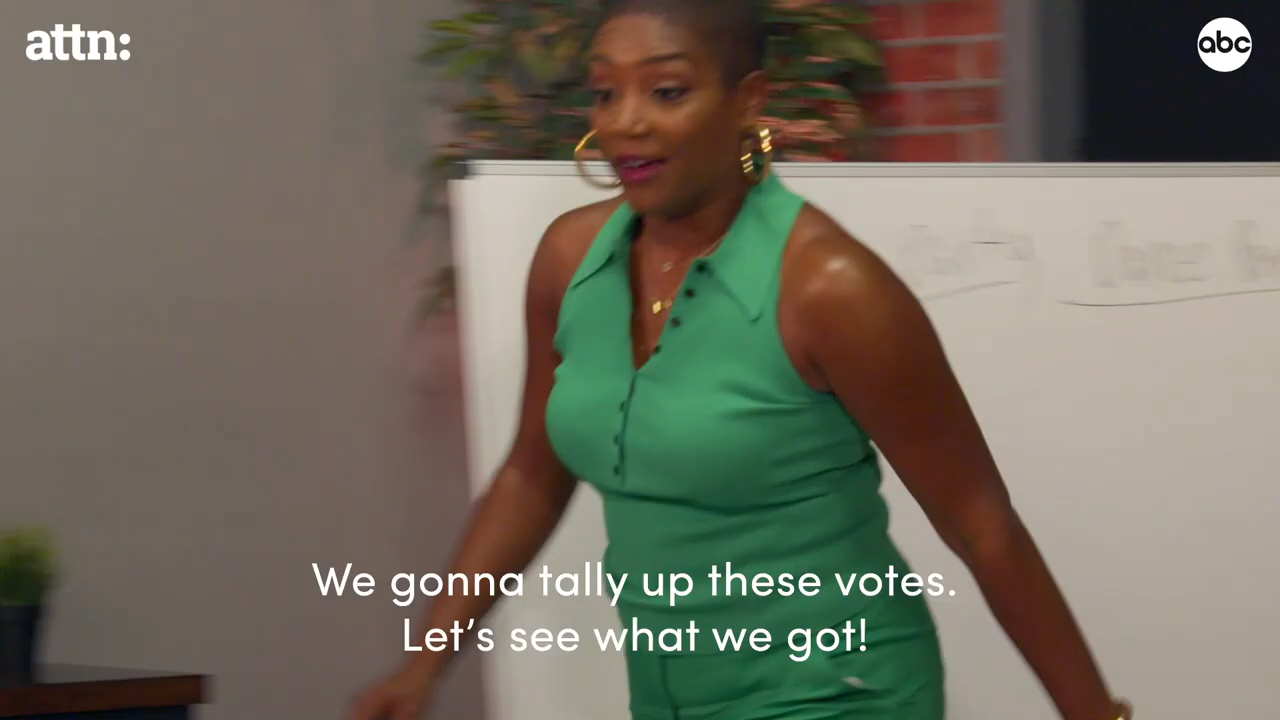 attn:
abc
We gonna tally up these votes.
Let's see what we got!